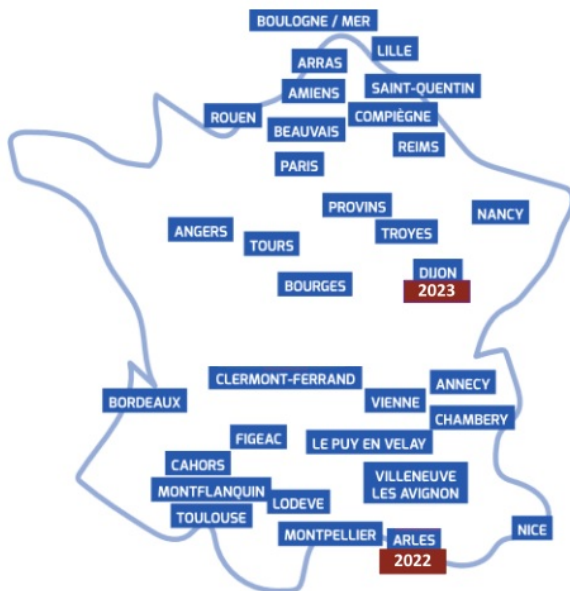 BOULOGNE / MER
LILLE
ARRAS
SAINT-QUENTIN
AMIENS
ROUEN
COMPIÈGNE
BEAUVAIS
REIMS
PARIS
PROVINS
NANCY
ANGERS
TROYES
TOURS
DIJON
2023
BOURGES
CLERMONT-FERRAND
ANNECY
BORDEAUX
VIENNE
CHAMBERY
FIGEAC
LE PUY EN VELAY
CAHORS
VILLENEUVE
LES AVIGNON
MONTFLANQUIN
LODEVE
TOULOUSE
MONTPELLIER
ARLES
NICE
2022